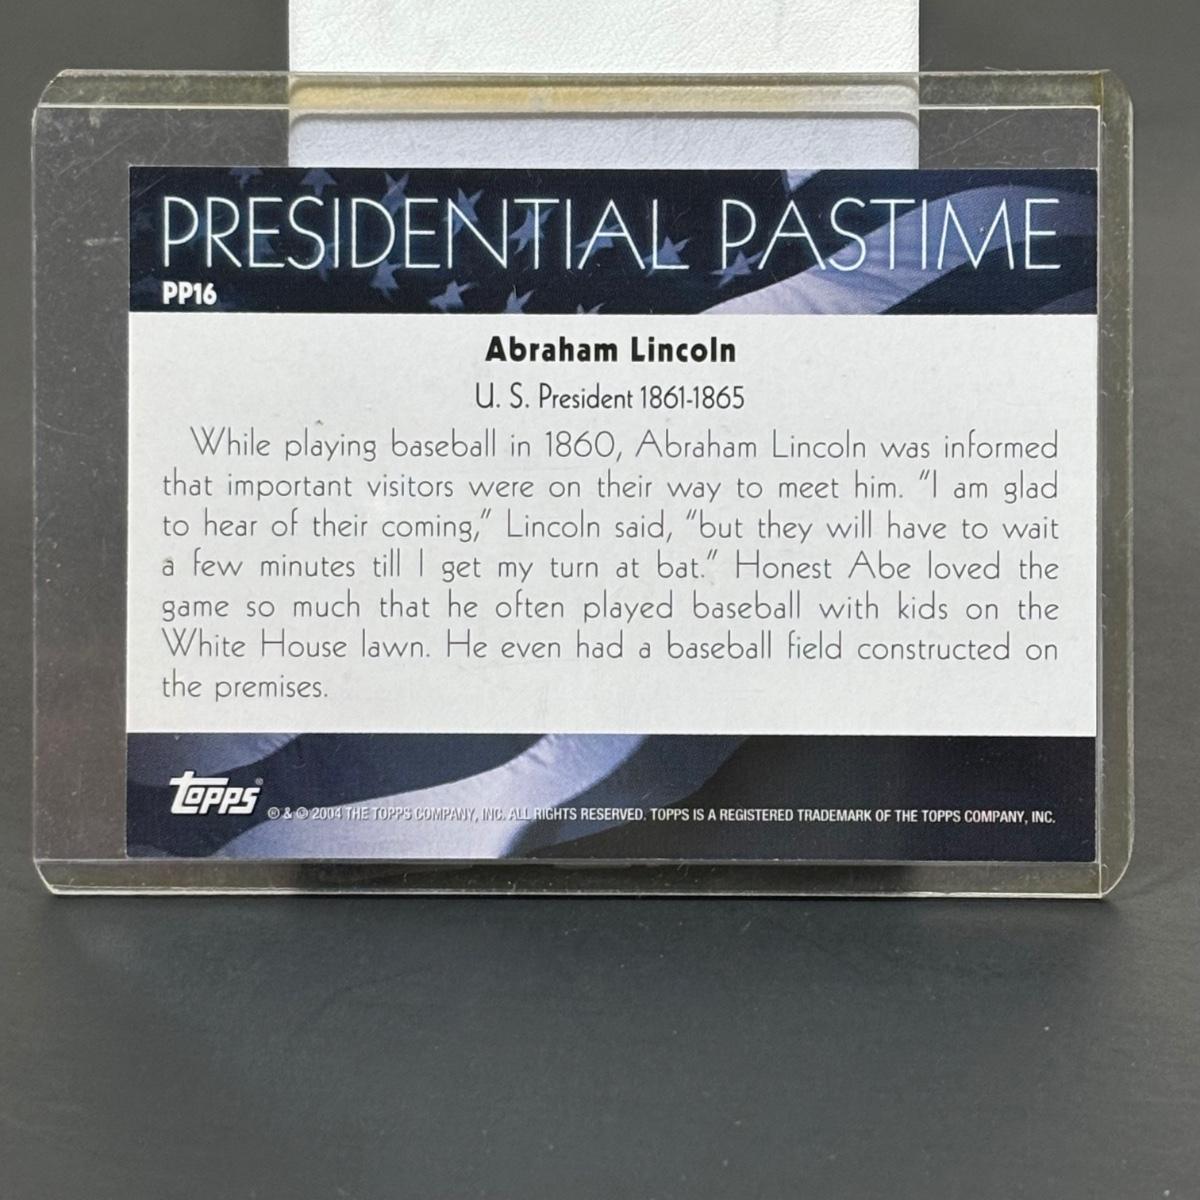 PRESIDENTIAL PASTIME
PP16
Abraham Lincoln
U. S. President 1861-1865
While playing baseball in 1860, Abraham Lincoln was informed
that important visitors were on their way to meet him. "I am glad
to hear of their coming," Lincoln said, "but they will have to wait
a few minutes till I get my turn at bat." Honest Abe loved the
game so much that he often played baseball with kids on the
White House lawn. He even had a baseball field constructed on
the premises.
topps®
® & © 2004 THE TOPPS COMPANY, INC. ALL RIGHTS RESERVED. TOPPS IS A REGISTERED TRADEMARK OF THE TOPPS COMPANY, INC.